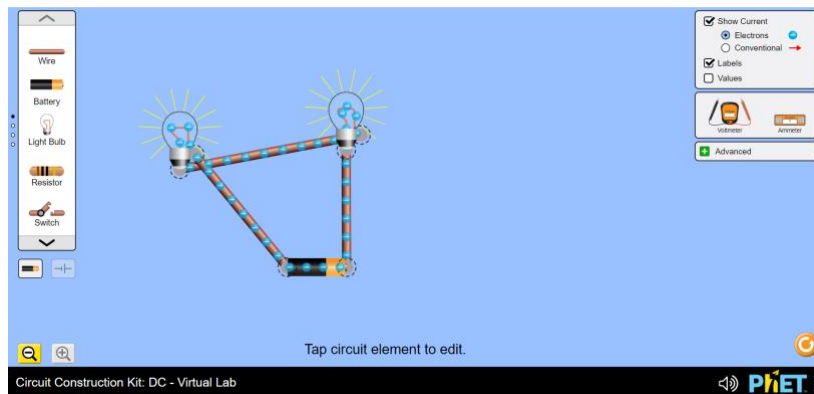 Wire
Battery
Light Bulb
Resistor
Switch
Show Current
Electrons
Conventional
Labels
Values
Voltmeter
Ammeter
Advanced
Tap circuit element to edit.
Circuit Construction Kit: DC - Virtual Lab
PhET